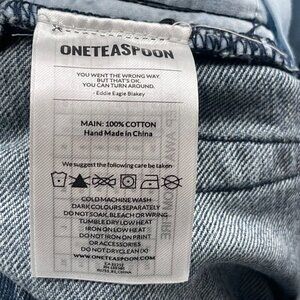 ONETEASPOON
YOU WENT THE WRONG WAY.
BUT THAT'S OK.
YOU CAN TURN AROUND.
- Eddie Eagle Blakey
MAIN: 100% COTTON
Hand Made in China
We suggest the following care be taken
COLD MACHINE WASH
DARK COLOURS SEPARATELY
DO NOT SOAK, BLEACH OR WRING
TUMBLE DRY LOW HEAT
IRON ON LOW HEAT
DO NOT IRON ON PRINT
OR ACCESSORIES
DO NOT DRYCLEAN (X)
WWW.ONETEASPOON.COM